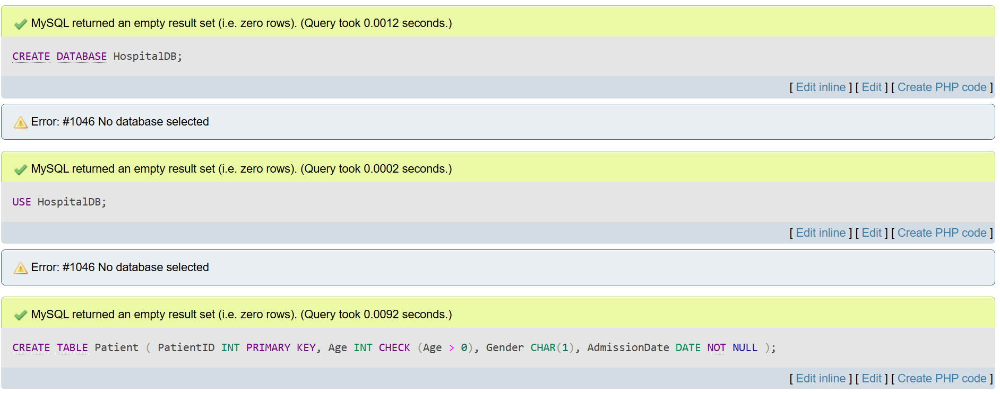 MySQL returned an empty result set (i.e. zero rows). (Query took 0.0012 seconds.)
CREATE DATABASE HospitalDB;
[ Edit inline ] [ Edit ] [ Create PHP code ]
Error: #1046 No database selected
MySQL returned an empty result set (i.e. zero rows). (Query took 0.0002 seconds.)
USE HospitalDB;
[ Edit inline ] [ Edit ] [ Create PHP code ]
Error: #1046 No database selected
MySQL returned an empty result set (i.e. zero rows). (Query took 0.0092 seconds.)
CREATE TABLE Patient ( PatientID INT PRIMARY KEY, Age INT CHECK (Age > 0), Gender CHAR(1), AdmissionDate DATE NOT NULL );
[ Edit inline ] [ Edit ] [ Create PHP code ]